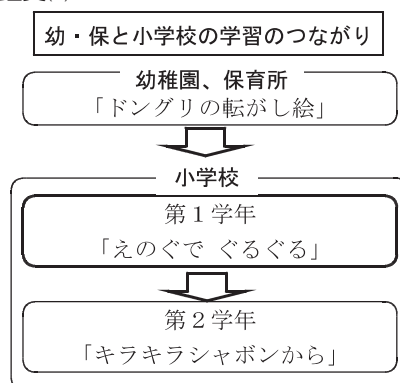 幼・保と小学校の学習のつながり
幼稚園、保育所
「ドングリの転がし絵」
小学校
第1学年
「えのぐで ぐるぐる」
第2学年
「キラキラシャボンから」